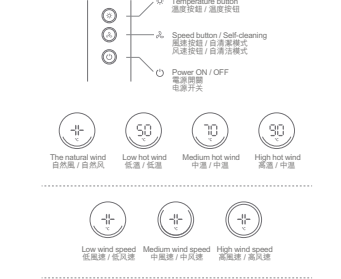 Temperature button
溫度按鈕 / 温度按钮
Speed button / Self-cleaning
風速按鈕 / 自清潔模式
风速按钮 / 自清洁模式
Power ON / OFF
電源開關
电源开关
50
70
90
℃ ℃ ℃ ℃
The natural wind
自然風 / 自然风
Low hot wind
低溫 / 低温
Medium hot wind
中溫 / 中温
High hot wind
高溫 / 高温
Low wind speed
低風速 / 低风速
Medium wind speed
中風速 / 中风速
High wind speed
高風速 / 高风速